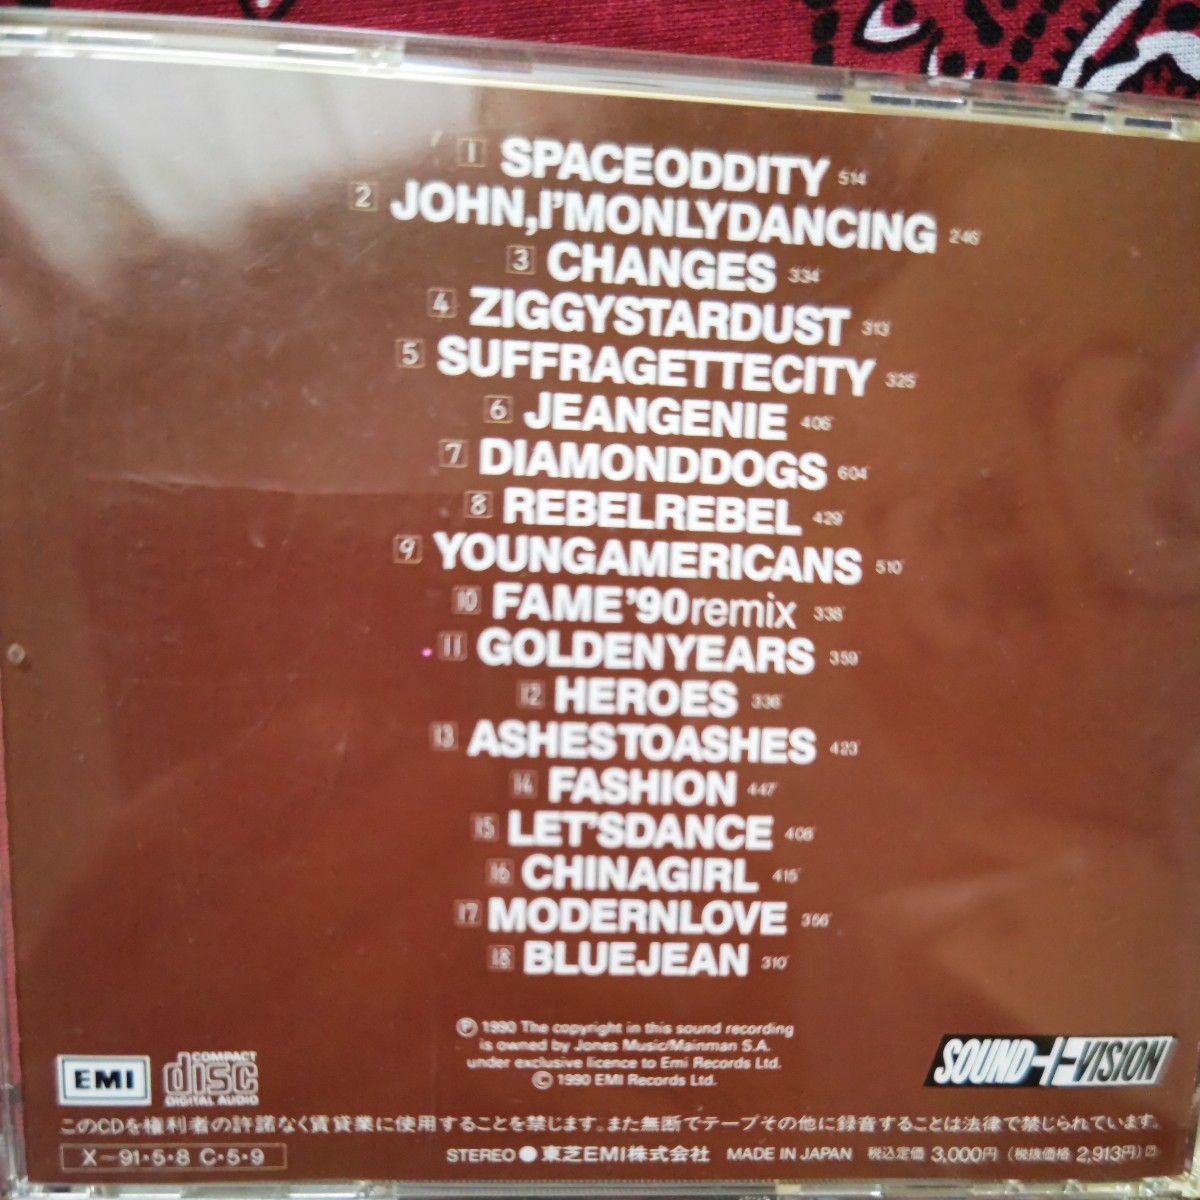 1 SPACEODDITY 514"
2 JOHN,I'MONLYDANCING 246"
3 CHANGES 334"
4 ZIGGYSTARDUST 313"
5 SUFFRAGETTECITY 325"
6 JEANGENIE 406"
7 DIAMONDDOGS 604"
8 REBELREBEL 429"
9 YOUNGAMERICANS 510"
10 FAME'90remix 338"
11 GOLDENYEARS 359"
12 HEROES 336"
13 ASHESTOASHES 423"
14 FASHION 447"
15 LET'SDANCE 408"
16 CHINAGIRL 415"
17 MODERNLOVE 356"
18 BLUEJEAN 310"
Ⓟ 1990 The copyright in this sound recording
is owned by Jones Music/Mainman S.A.
under exclusive licence to Emi Records Ltd.
© 1990 EMI Records Ltd.
EMI
COMPACT
disc
DIGITAL AUDIO
SOUND+VISION
このCDを権利者の許諾なく賃貸業に使用することを禁じます。また無断でテープその他に録音することは法律で禁じられています。
X-91・5・8 C・5・9
STEREO●東芝EMI株式会社 MADE IN JAPAN 税込定価 3,000円 (税抜価格 2,913円)